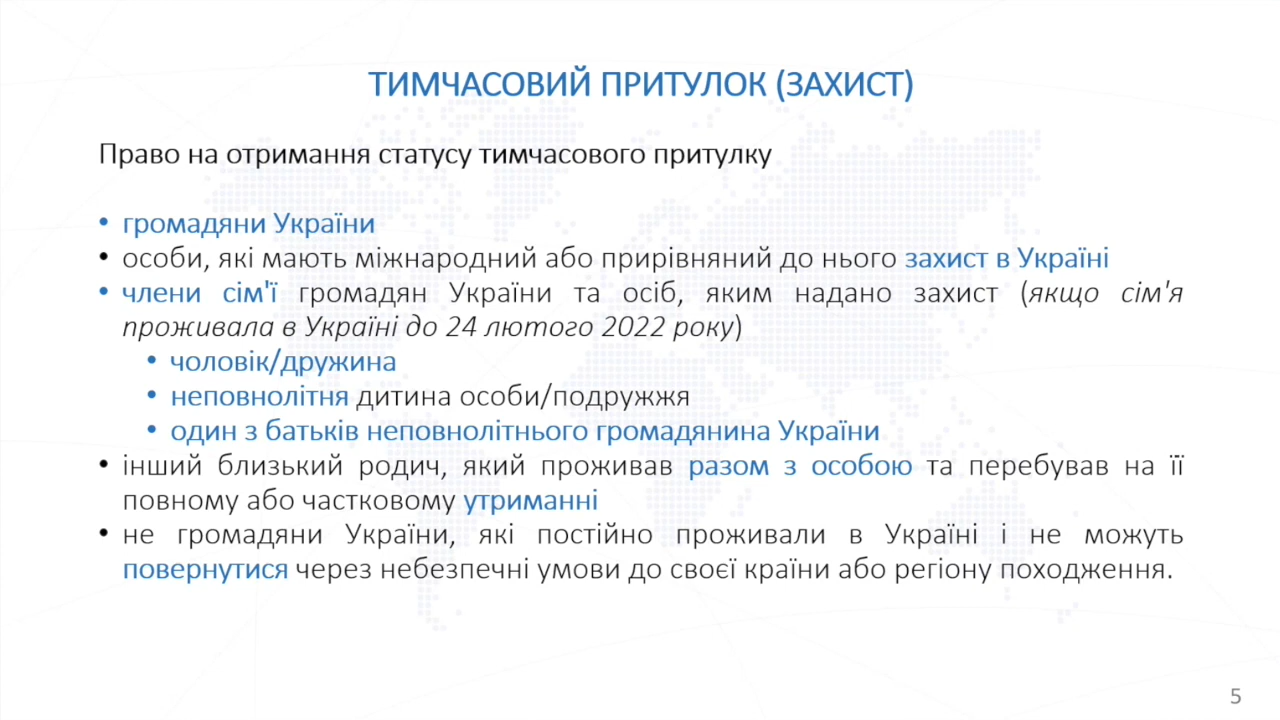 ТИМЧАСОВИЙ ПРИТУЛОК (ЗАХИСТ)
Право на отримання статусу тимчасового притулку
• громадяни України
• особи, які мають міжнародний або прирівняний до нього захист в Україні
• члени сім'ї громадян України та осіб, яким надано захист (якщо сім'я
проживала в Україні до 24 лютого 2022 року)
• чоловік/дружина
• неповнолітня дитина особи/подружжя
• один з батьків неповнолітнього громадянина України
• інший близький родич, який проживав разом з особою та перебував на її
повному або частковому утриманні
• не громадяни України, які постійно проживали в Україні і не можуть
повернутися через небезпечні умови до своєї країни або регіону походження.
5